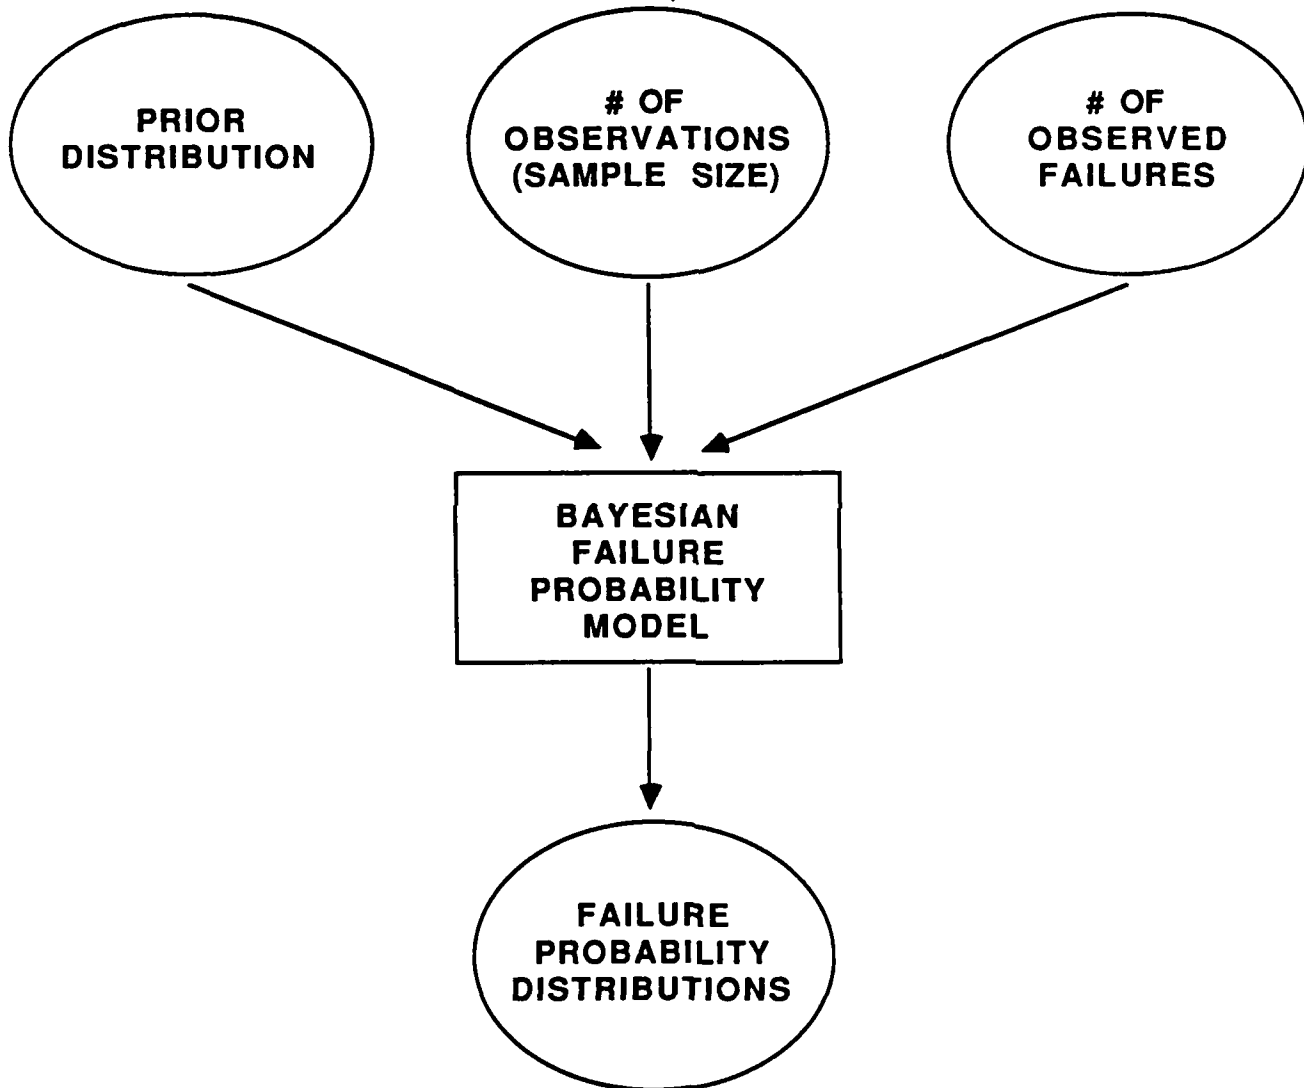 PRIOR
DISTRIBUTION
# OF
OBSERVATIONS
(SAMPLE SIZE)
# OF
OBSERVED
FAILURES
BAYESIAN
FAILURE
PROBABILITY
MODEL
FAILURE
PROBABILITY
DISTRIBUTIONS